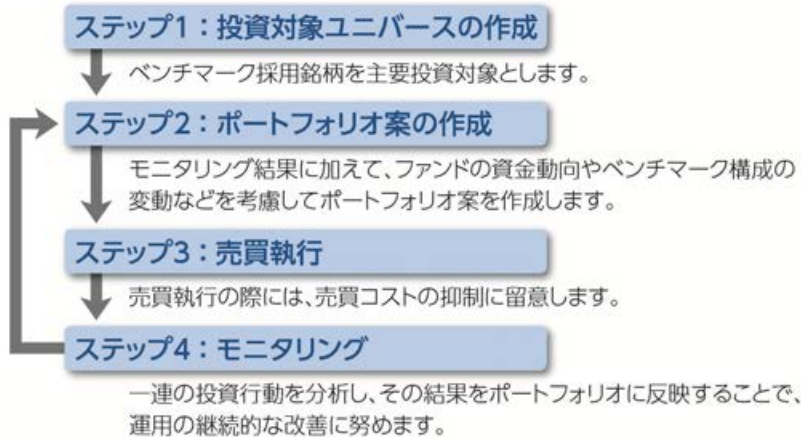 ステップ1：投資対象ユニバースの作成
ベンチマーク採用銘柄を主要投資対象とします。
ステップ2：ポートフォリオ案の作成
モニタリング結果に加えて、ファンドの資金動向やベンチマーク構成の
変動などを考慮してポートフォリオ案を作成します。
ステップ3：売買執行
売買執行の際には、売買コストの抑制に留意します。
ステップ4：モニタリング
一連の投資行動を分析し、その結果をポートフォリオに反映することで、
運用の継続的な改善に努めます。